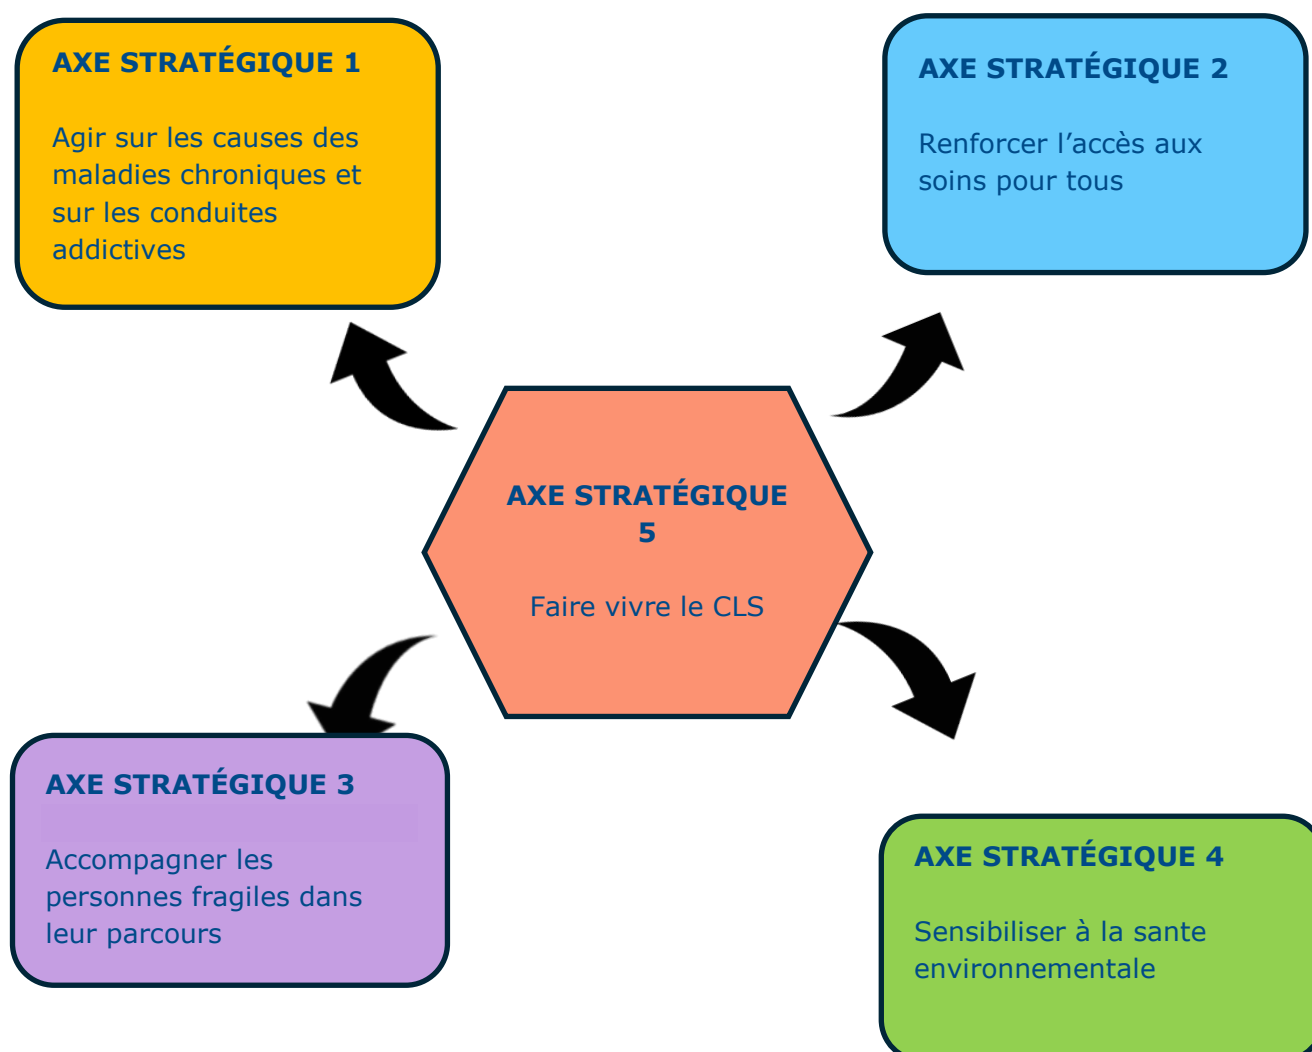 AXE STRATÉGIQUE 1
Agir sur les causes des
maladies chroniques et
sur les conduites
addictives
AXE STRATÉGIQUE 2
Renforcer l’accès aux
soins pour tous
AXE STRATÉGIQUE
5
Faire vivre le CLS
AXE STRATÉGIQUE 3
Accompagner les
personnes fragiles dans
leur parcours
AXE STRATÉGIQUE 4
Sensibiliser à la sante
environnementale